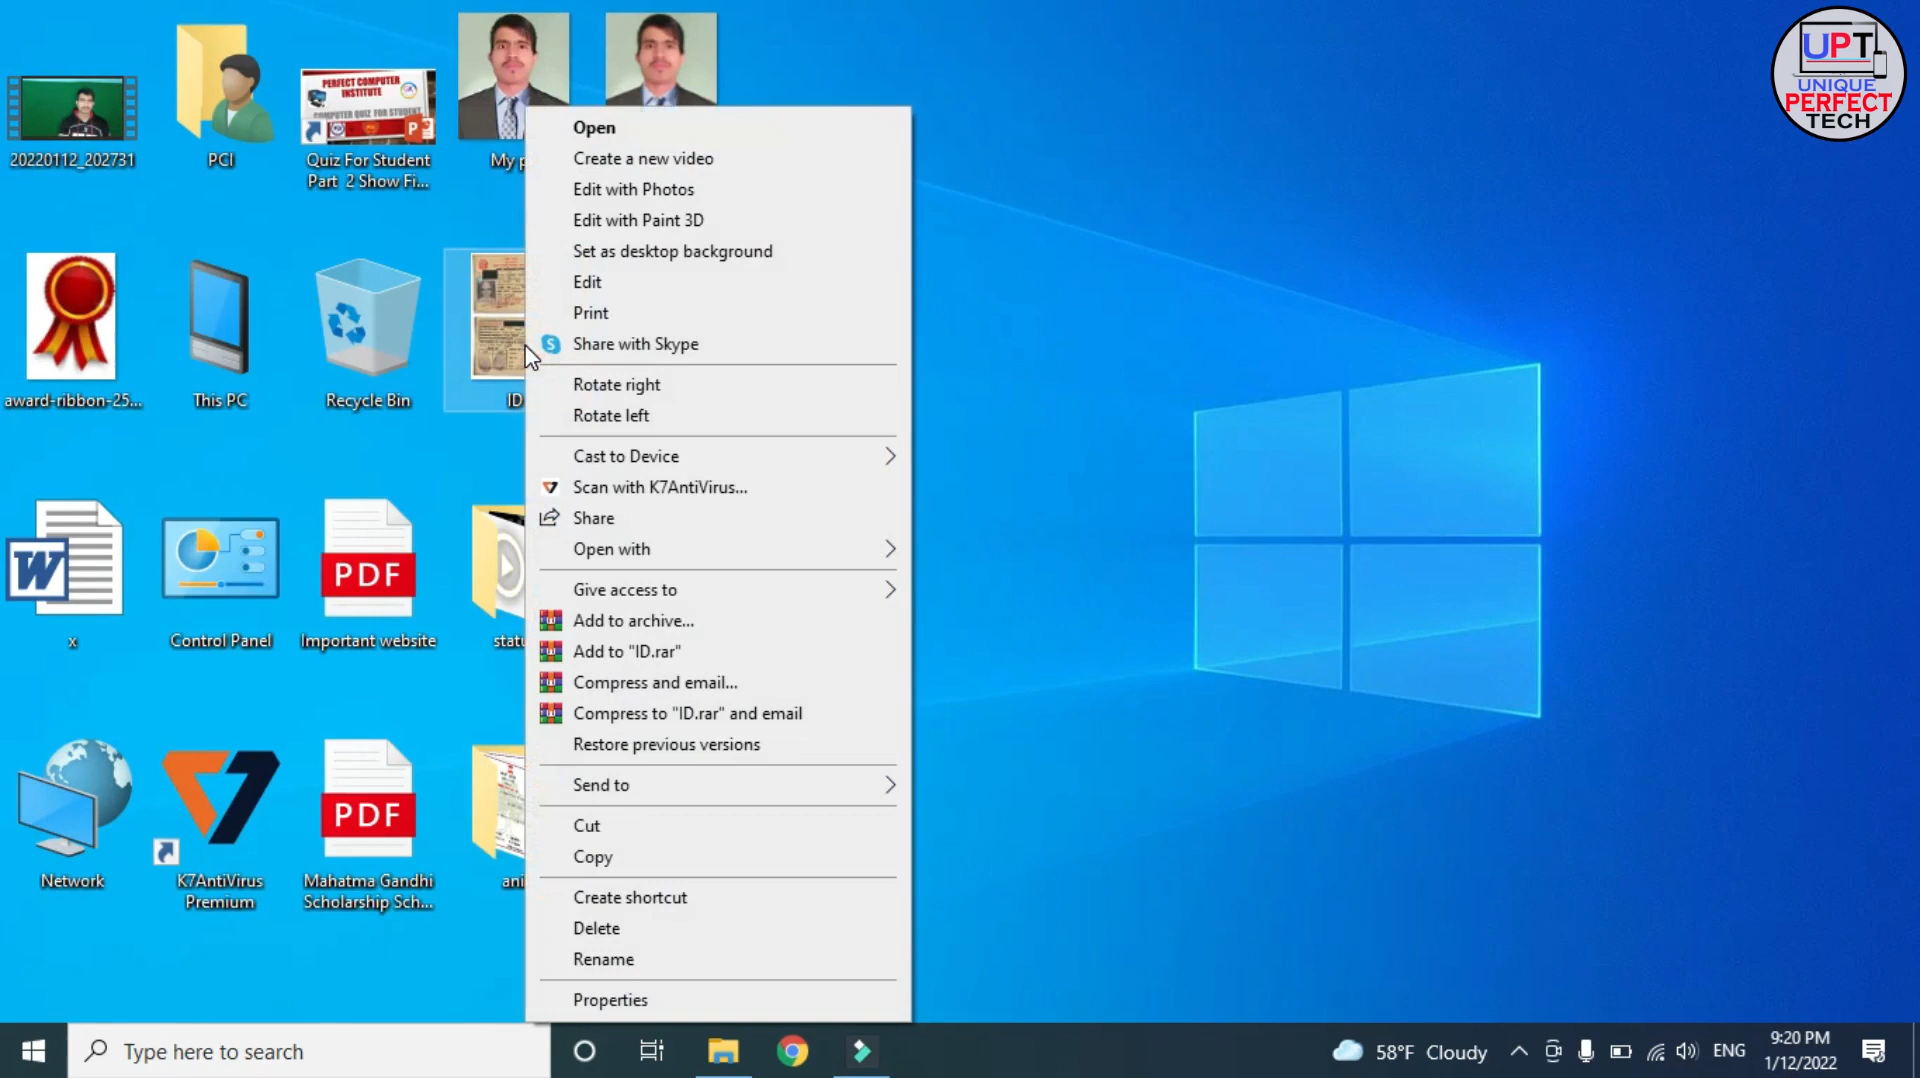 20220112_202731
PCI
PERFECT COMPUTER
INSTITUTE
COMPUTER QUIZ FOR STUDENT
Quiz For Student
Part 2 Show Fi...
My p
UPT
UNIQUE
PERFECT
TECH
award-ribbon-25...
This PC
Recycle Bin
ID
W
x
Control Panel
PDF
Important website
statu
Network
K7AntiVirus
Premium
PDF
Mahatma Gandhi
Scholarship Sch...
ani
Open
Create a new video
Edit with Photos
Edit with Paint 3D
Set as desktop background
Edit
Print
Share with Skype
Rotate right
Rotate left
Cast to Device
Scan with K7AntiVirus...
Share
Open with
Give access to
Add to archive...
Add to "ID.rar"
Compress and email...
Compress to "ID.rar" and email
Restore previous versions
Send to
Cut
Copy
Create shortcut
Delete
Rename
Properties
Type here to search
58°F Cloudy
ENG
9:20 PM
1/12/2022